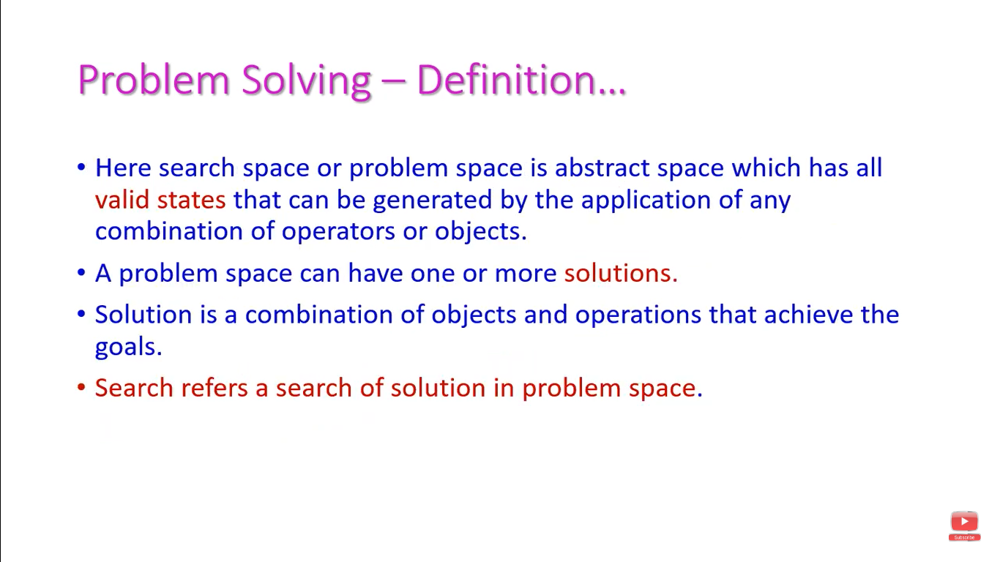 Problem Solving – Definition...
• Here search space or problem space is abstract space which has all
valid states that can be generated by the application of any
combination of operators or objects.
• A problem space can have one or more solutions.
• Solution is a combination of objects and operations that achieve the
goals.
• Search refers a search of solution in problem space.
Subscribe